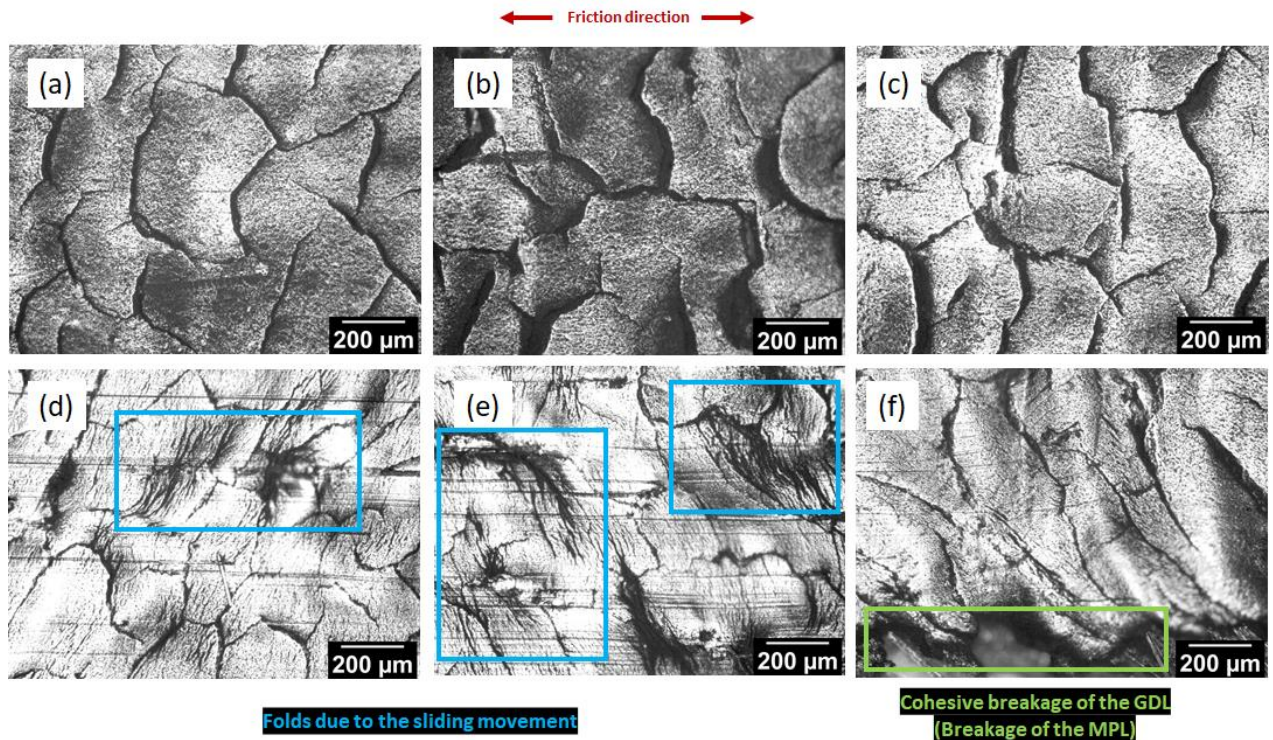 Friction direction
(a)
(b)
(c)
200 µm
200 µm
200 µm
(d)
(e)
(f)
200 µm
200 µm
200 µm
Folds due to the sliding movement
Cohesive breakage of the GDL
(Breakage of the MPL)